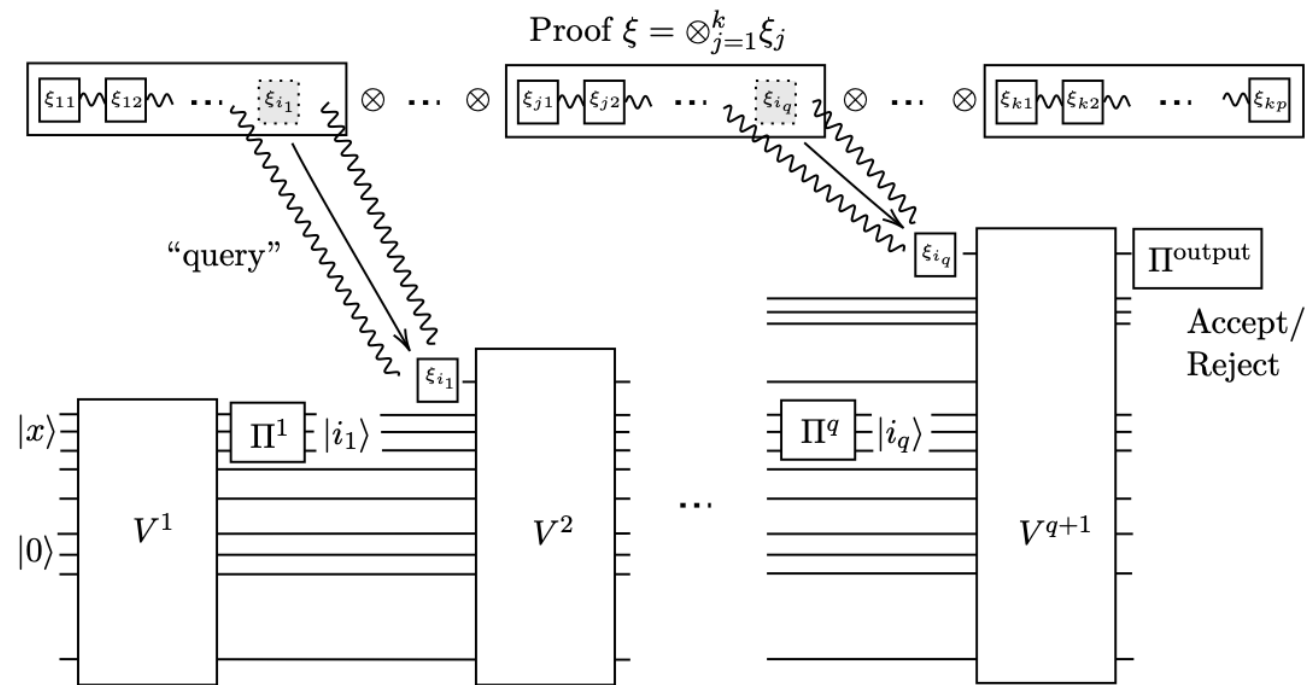 Proof ξ = ⊗_{j=1}^{k} ξ_j
ξ_{11} ξ_{12} ··· ξ_{i_1} ⊗ ··· ⊗ ξ_{j1} ξ_{j2} ··· ξ_{i_q} ⊗ ··· ⊗ ξ_{k1} ξ_{k2} ··· ξ_{kp}
“query”
ξ_{i_q} Π^{output}
Accept/
Reject
ξ_{i_1}
|x⟩ Π^1 |i_1⟩ Π^q |i_q⟩
···
|0⟩ V^1 V^2 V^{q+1}